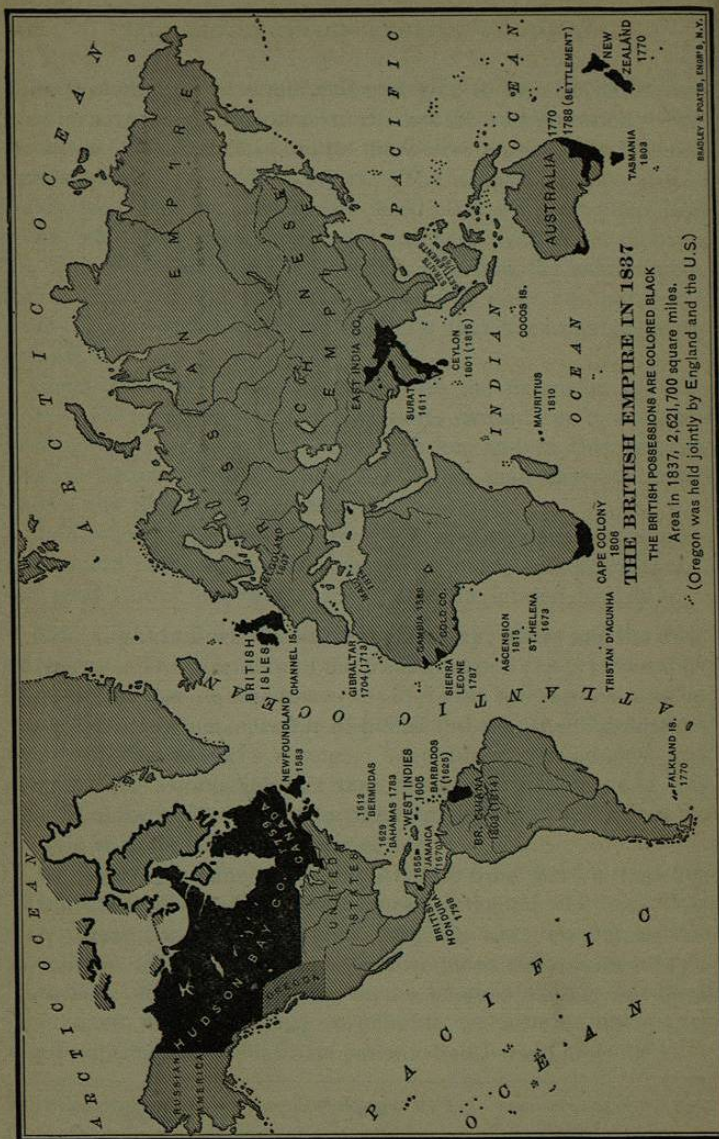 ARCTIC OCEAN
ARCTIC OCEAN
RUSSIAN
AMERICA
HUDSON BAY CO.
CANADA
1759
OREGON
UNITED
STATES
NEWFOUNDLAND
1583
1612
BERMUDAS
1629
BAHAMAS 1783
WEST INDIES
1605
1655
JAMAICA
(1670)
BARBADOS
(1625)
BRITISH
HONDURAS
1798
BR. GUIANA
1803 (1814)
FALKLAND IS.
1770
PACIFIC
OCEAN
ATLANTIC OCEAN
BRITISH
ISLES
CHANNEL IS.
HELGOLAND
1807
GIBRALTAR
1704 (1713)
MALTA
GAMBIA 1588
GOLD CO.
SIERRA
LEONE
1787
ASCENSION
1815
ST. HELENA
1673
TRISTAN D'ACUNHA
CAPE COLONY
1806
RUSSIAN EMPIRE
CHINESE
EMPIRE
EAST INDIA CO.
SURAT
1611
CEYLON
1801 (1815)
STRAITS
SETTLEMENTS
COCOS IS.
MAURITIUS
1810
INDIAN
OCEAN
PACIFIC
OCEAN
AUSTRALIA
1770
1788 (SETTLEMENT)
TASMANIA
1803
NEW
ZEALAND
1770
THE BRITISH EMPIRE IN 1837
THE BRITISH POSSESSIONS ARE COLORED BLACK
Area in 1837, 2,621,700 square miles.
(Oregon was held jointly by England and the U.S.)
BRADLEY & POATES, ENGR'S, N.Y.